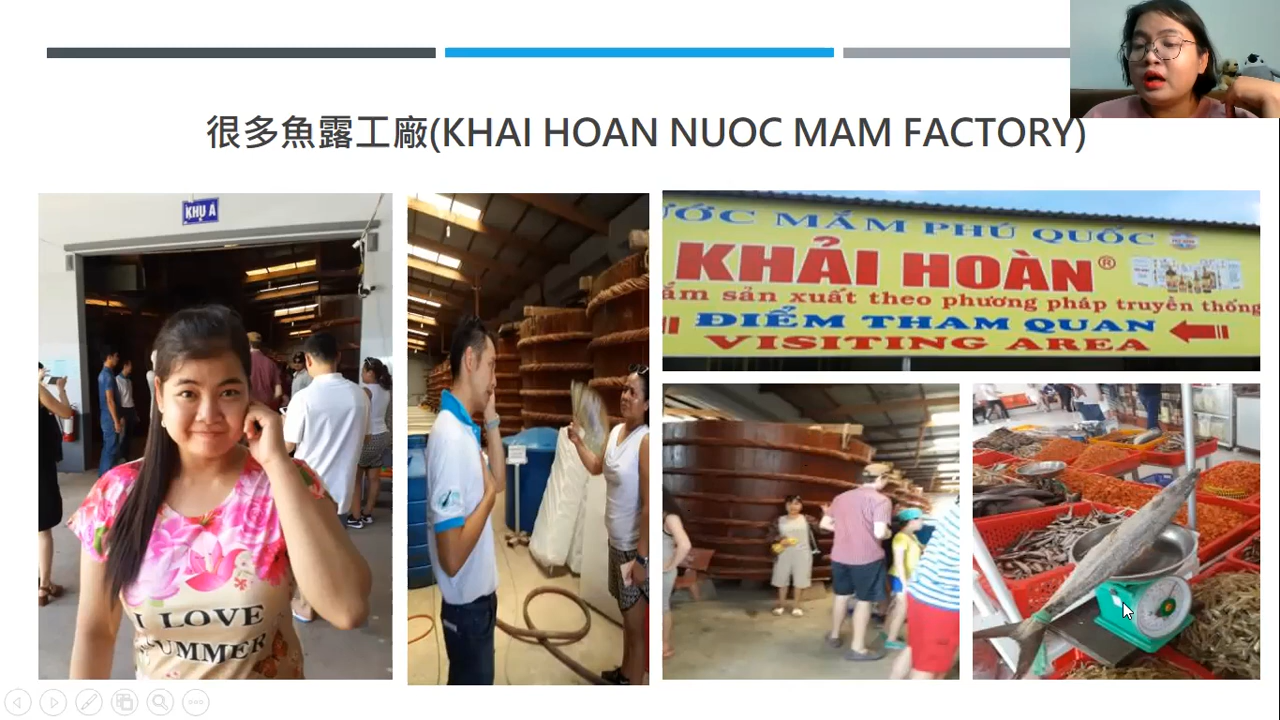 很多魚露工廠(KHAI HOAN NUOC MAM FACTORY)
KHU A
I LOVE
SUMMER
ƯỚC MẮM PHÚ QUỐC
KHẢI HOÀN®
ắm sản xuất theo phương pháp truyền thống
ĐIỂM THAM QUAN
VISITING AREA